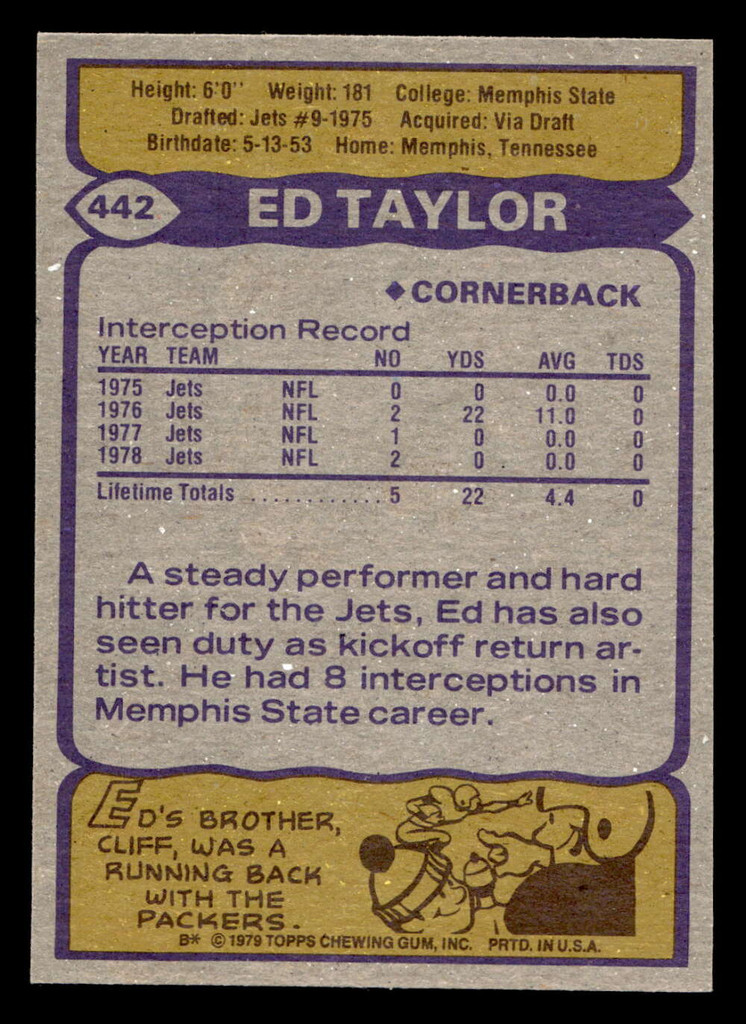 Height: 6'0" Weight: 181 College: Memphis State
Drafted: Jets #9-1975 Acquired: Via Draft
Birthdate: 5-13-53 Home: Memphis, Tennessee
442 ED TAYLOR
◆ CORNERBACK
Interception Record
YEAR TEAM NO YDS AVG TDS
1975 Jets NFL 0 0 0.0 0
1976 Jets NFL 2 22 11.0 0
1977 Jets NFL 1 0 0.0 0
1978 Jets NFL 2 0 0.0 0
Lifetime Totals ............ 5 22 4.4 0
A steady performer and hard
hitter for the Jets, Ed has also
seen duty as kickoff return ar-
tist. He had 8 interceptions in
Memphis State career.
ED'S BROTHER,
CLIFF, WAS A
RUNNING BACK
WITH THE
PACKERS.
B* © 1979 TOPPS CHEWING GUM, INC. PRTD. IN U.S.A.